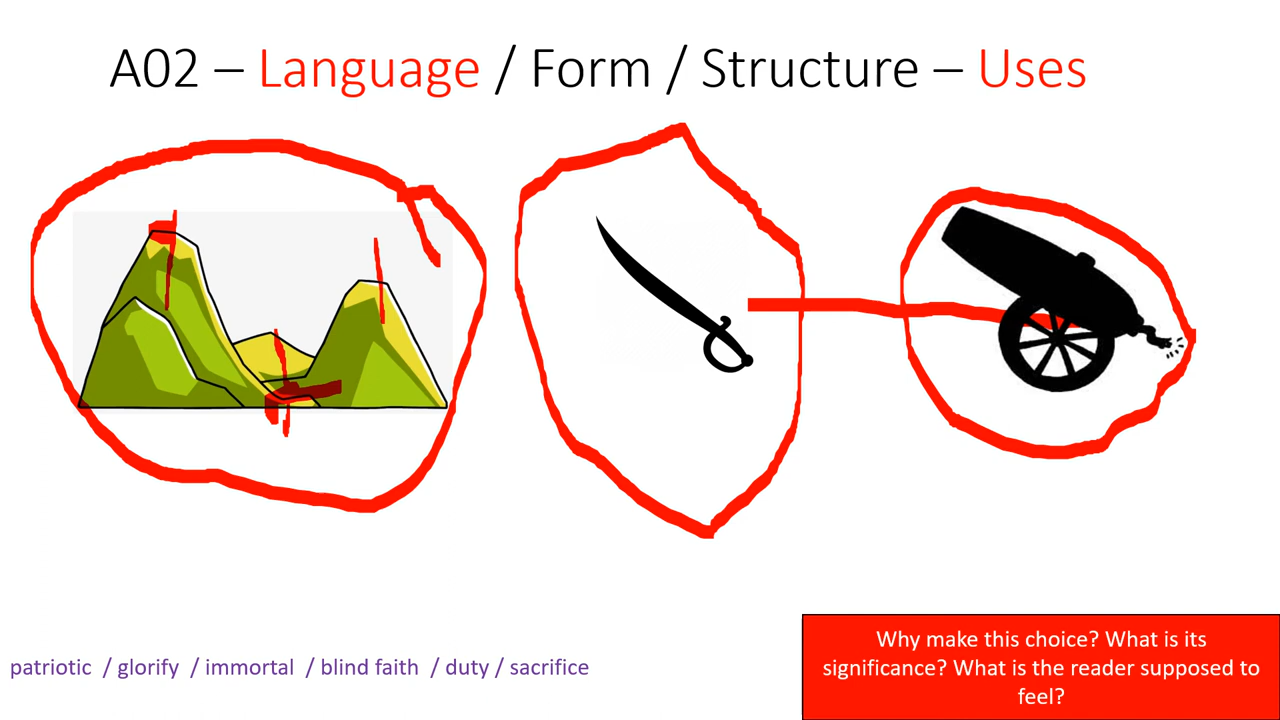 A02 – Language / Form / Structure – Uses
patriotic / glorify / immortal / blind faith / duty / sacrifice
Why make this choice? What is its
significance? What is the reader supposed to
feel?